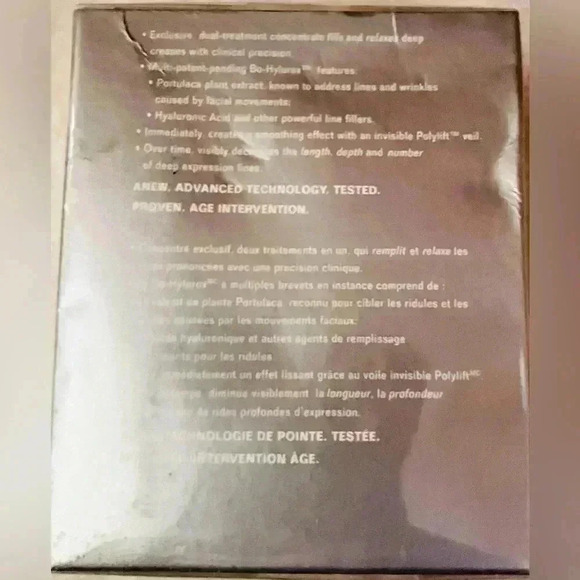 • Exclusive dual-treatment concentrate fills and relaxes deep
creases with clinical precision.
• Multi-patent-pending Bo-Hylurox™ features:
• Portulaca plant extract, known to address lines and wrinkles
caused by facial movements;
• Hyaluronic Acid and other powerful line fillers.
• Immediately, creates a smoothing effect with an invisible Polylift™ veil.
• Over time, visibly decreases the length, depth and number
of deep expression lines.
ANEW. ADVANCED TECHNOLOGY. TESTED.
PROVEN. AGE INTERVENTION.
• Concentré exclusif, deux traitements en un, qui remplit et relaxe les
prononcées avec une précision clinique.
Bo-Hylurox MC à multiples brevets en instance comprend de :
de plante Portulaca, reconnu pour cibler les ridules et les
par les mouvements faciaux;
hyaluronique et autres agents de remplissage
pour les ridules.
un effet lissant grâce au voile invisible Polylift MC
diminue visiblement la longueur, la profondeur
de rides profondes d'expression.
DE POINTE. TESTÉE.
INTERVENTION ÂGE.